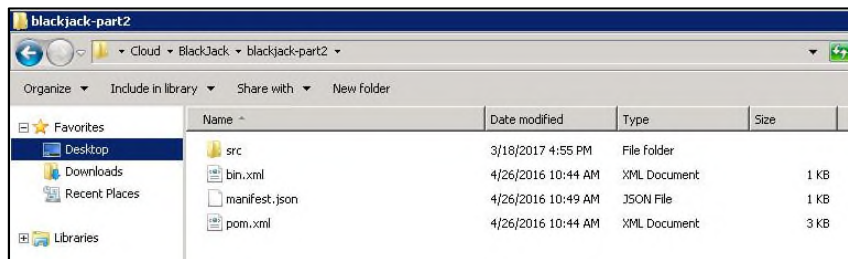 blackjack-part2
Cloud BlackJack blackjack-part2
Organize Include in library Share with New folder
Name Date modified Type Size
Favorites
Desktop
Downloads
Recent Places
Libraries
src 3/18/2017 4:55 PM File folder
bin.xml 4/26/2016 10:44 AM XML Document 1 KB
manifest.json 4/26/2016 10:49 AM JSON File 1 KB
pom.xml 4/26/2016 10:44 AM XML Document 3 KB